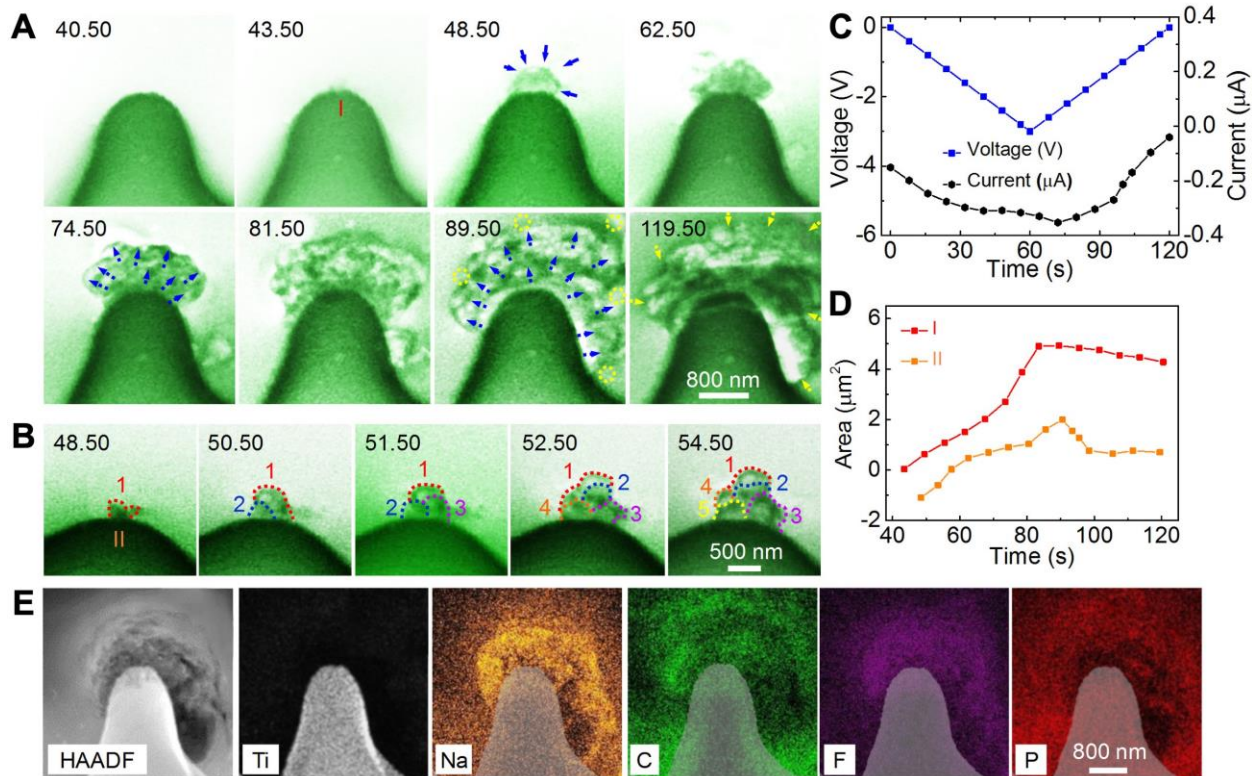 A
40.50
43.50
48.50
62.50
I
74.50
81.50
89.50
119.50
800 nm
B
48.50
50.50
51.50
52.50
54.50
1
II
1
2
1
2
3
1
2
4
3
1
4
2
5
3
500 nm
C
0
-2
-4
-6
Voltage (V)
0.4
0.2
0.0
-0.2
-0.4
Current (μA)
Voltage (V)
Current (μA)
0 30 60 90 120
Time (s)
D
6
4
2
0
-2
Area (μm²)
I
II
40 60 80 100 120
Time (s)
E
HAADF
Ti
Na
C
F
P
800 nm